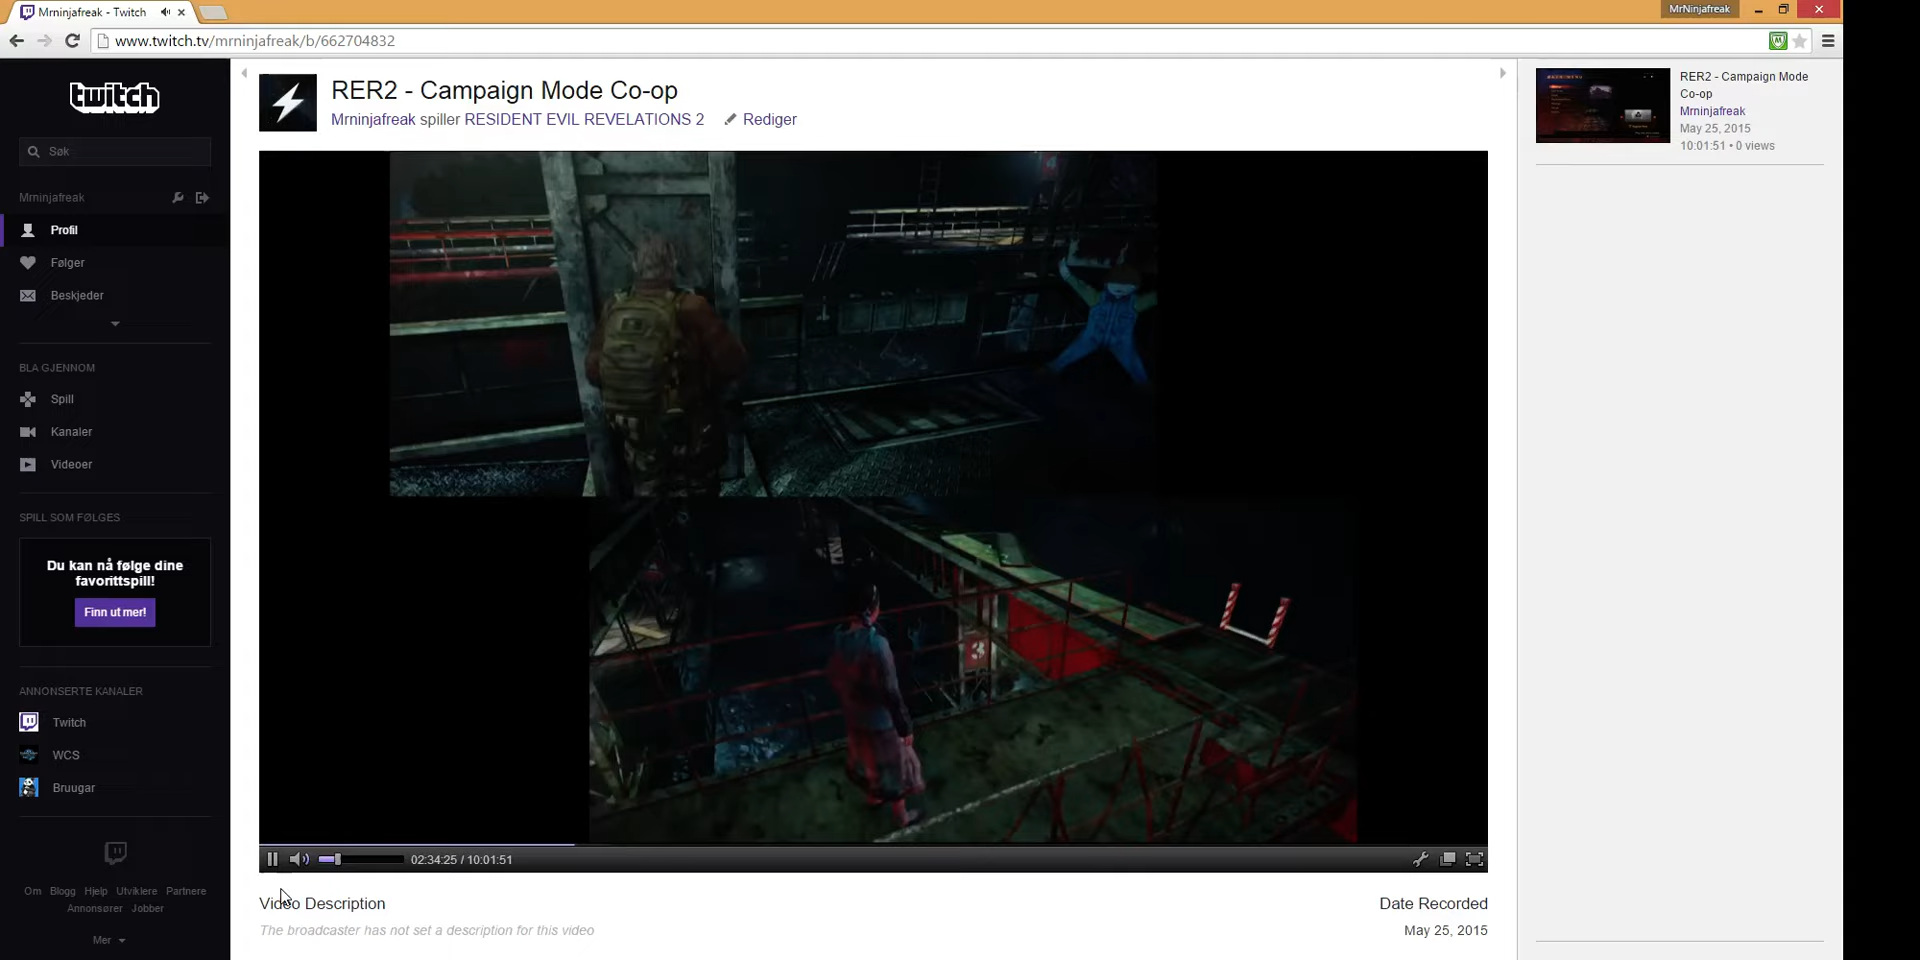 Mrninjafreak - Twitch
MrNinjafreak
www.twitch.tv/mrninjafreak/b/662704832
twitch
Søk
Mrninjafreak
Profil
Følger
Beskjeder
BLA GJENNOM
Spill
Kanaler
Videoer
SPILL SOM FØLGES
Du kan nå følge dine
favorittspill!
Finn ut mer!
ANNONSERTE KANALER
Twitch
WCS
Bruugar
Om Blogg Hjelp Utviklere Partnere
Annonsører Jobber
Mer
RER2 - Campaign Mode Co-op
Mrninjafreak spiller RESIDENT EVIL REVELATIONS 2 Rediger
3
02:34:25 / 10:01:51
Video Description
The broadcaster has not set a description for this video
Date Recorded
May 25, 2015
RER2 - Campaign Mode
Co-op
Mrninjafreak
May 25, 2015
10:01:51 • 0 views